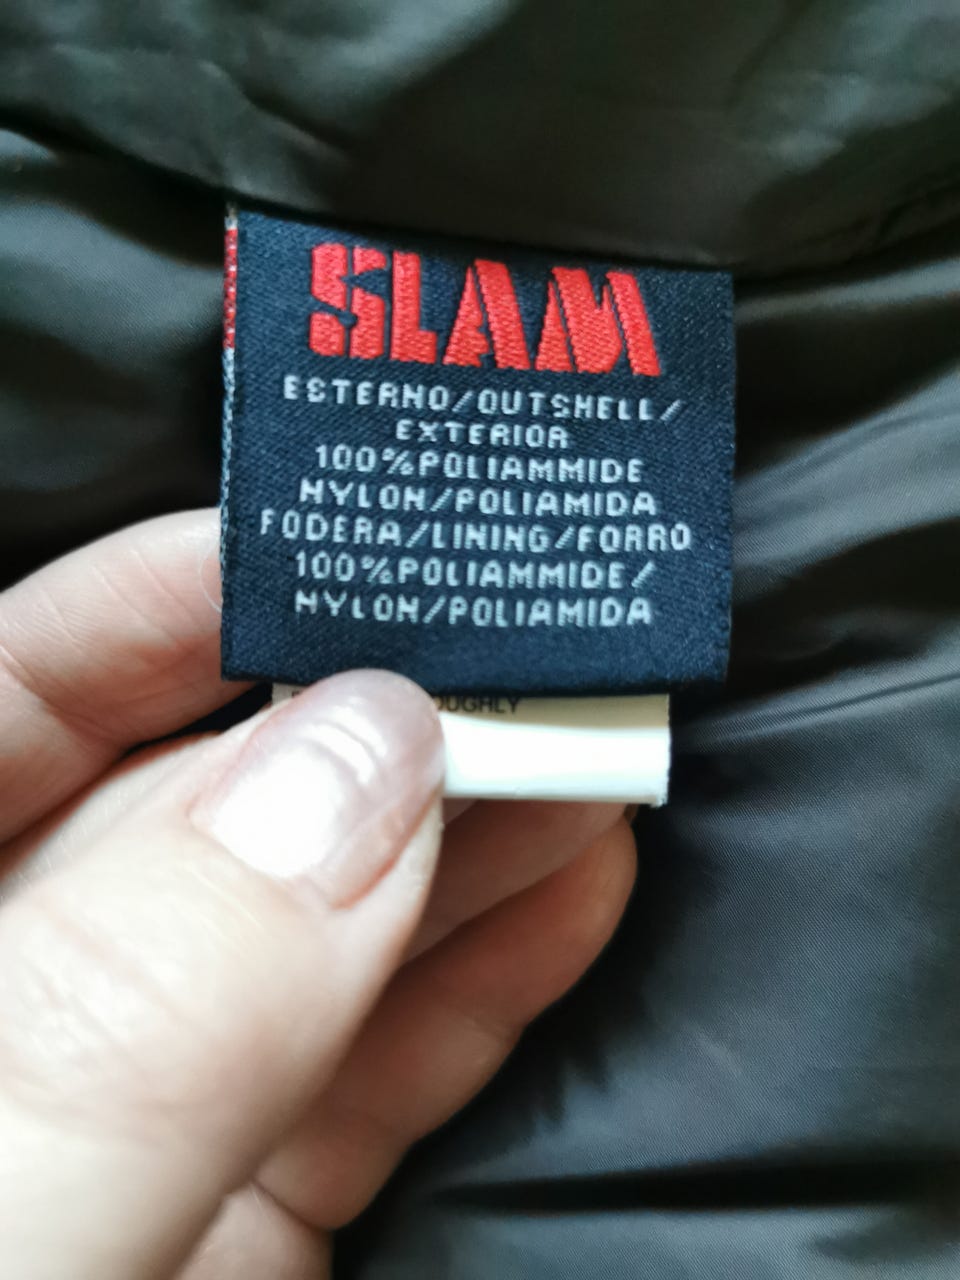 SLAM
ESTERNO/OUTSHELL/
EXTERIOR
100%POLIAMMIDE
NYLON/POLIAMIDA
FODERA/LINING/FORRO
100%POLIAMMIDE/
NYLON/POLIAMIDA